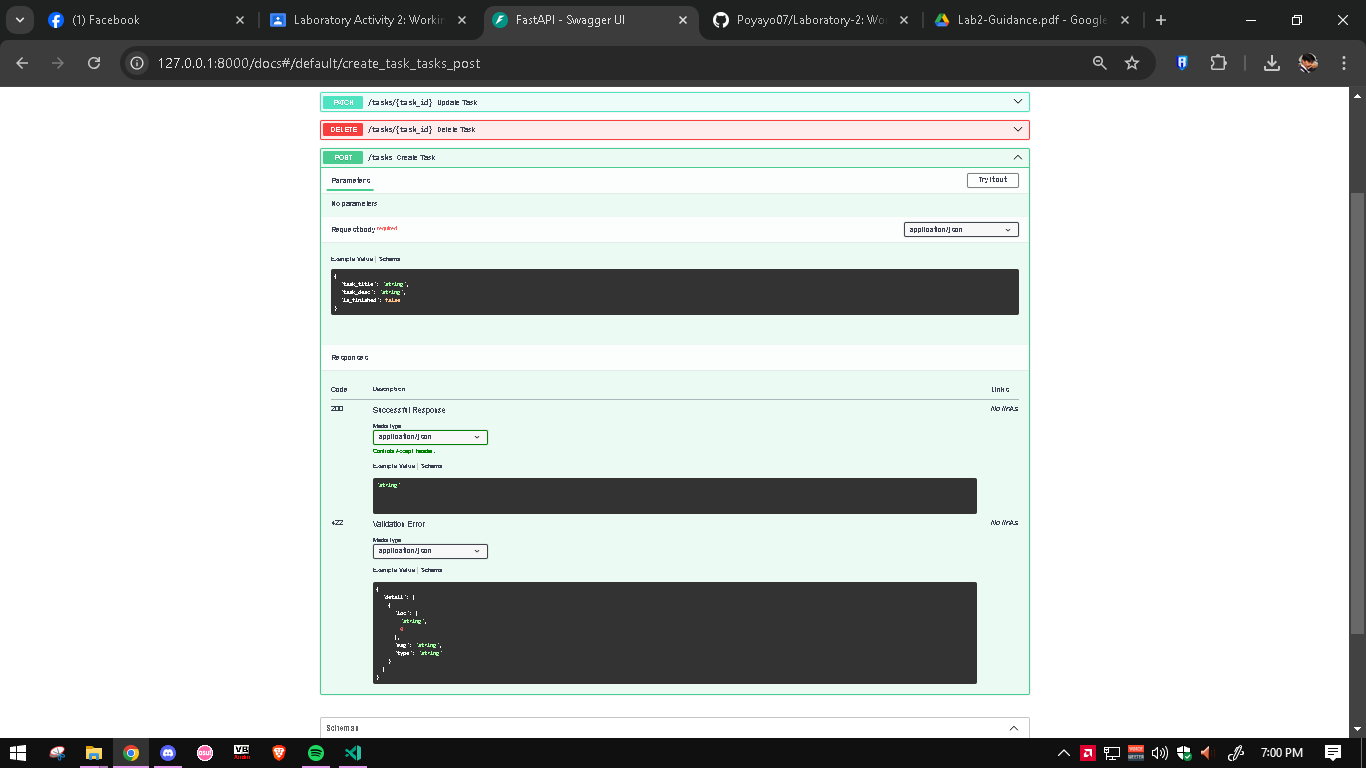 (1) Facebook
Laboratory Activity 2: Workin
FastAPI - Swagger UI
Poyayo07/Laboratory-2: Wo
Lab2-Guidance.pdf - Google
127.0.0.1:8000/docs#/default/create_task_tasks_post
PATCH /tasks/{task_id} Update Task
DELETE /tasks/{task_id} Delete Task
POST /tasks Create Task
Parameters
Try it out
No parameters
Request body required
application/json
Example Value | Schema
{
"task_title": "string",
"task_desc": "string",
"is_finished": false
}
Responses
Code Description Links
200 Successful Response No links
Media type
application/json
Controls Accept header.
Example Value | Schema
"string"
422 Validation Error No links
Media type
application/json
Example Value | Schema
{
"detail": [
{
"loc": [
"string",
0
],
"msg": "string",
"type": "string"
}
]
}
Schemas
osu!
VB
Audio
7:00 PM